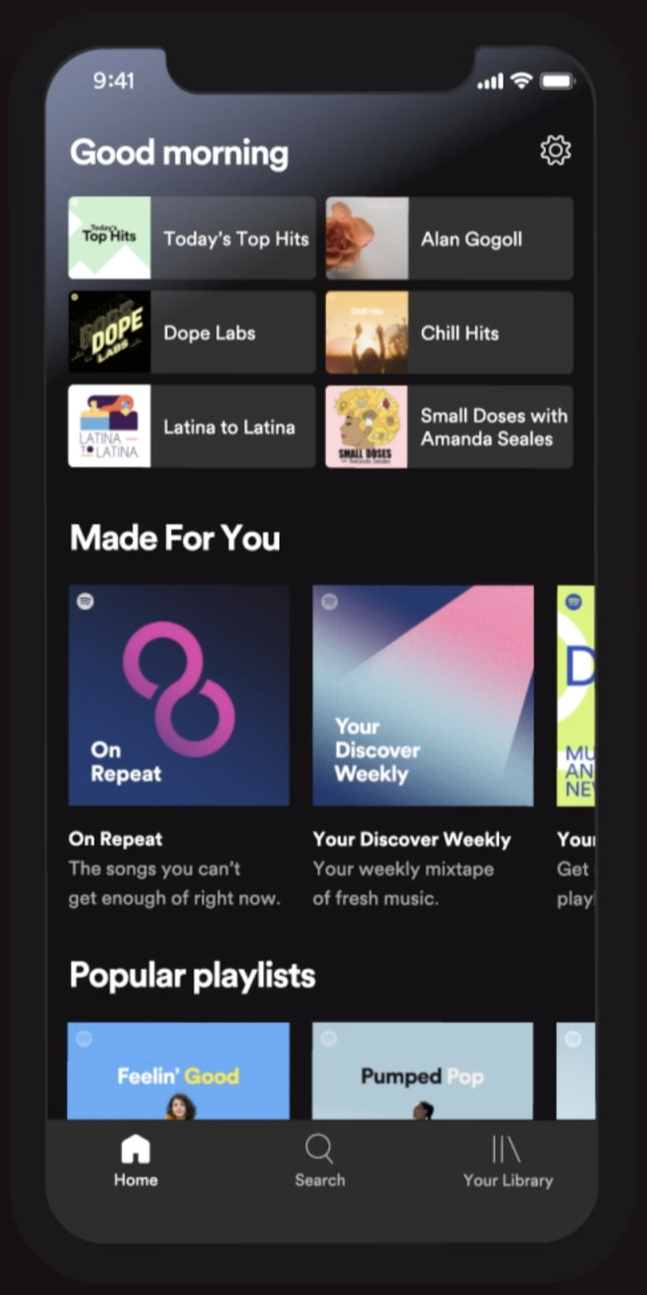 9:41
Good morning
Today's
Top Hits
Today's Top Hits
Alan Gogoll
DOPE
LABS
Dope Labs
Chill Hits
Chill Hits
LATINA
TO LATINA
Latina to Latina
SMALL DOSES
Small Doses with
Amanda Seales
Made For You
On
Repeat
Your
Discover
Weekly
D
MU
AN
NEW
On Repeat
Your Discover Weekly
Your
The songs you can't
Your weekly mixtape
Get
get enough of right now.
of fresh music.
play
Popular playlists
Feelin' Good
Pumped Pop
Home
Search
Your Library